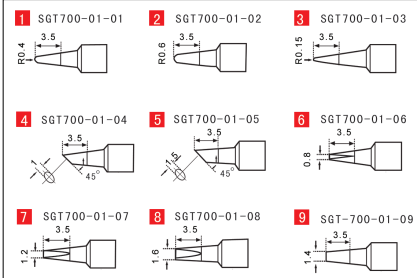 1 SGT700-01-01
3.5
R0.4
2 SGT700-01-02
3.5
R0.6
3 SGT700-01-03
3.5
R0.15
4 SGT700-01-04
3.5
1
45°
5 SGT700-01-05
3.5
1.5
45°
6 SGT700-01-06
3.5
0.8
7 SGT700-01-07
3.5
1.2
8 SGT700-01-08
3.5
1.6
9 SGT-700-01-09
3.5
1.4